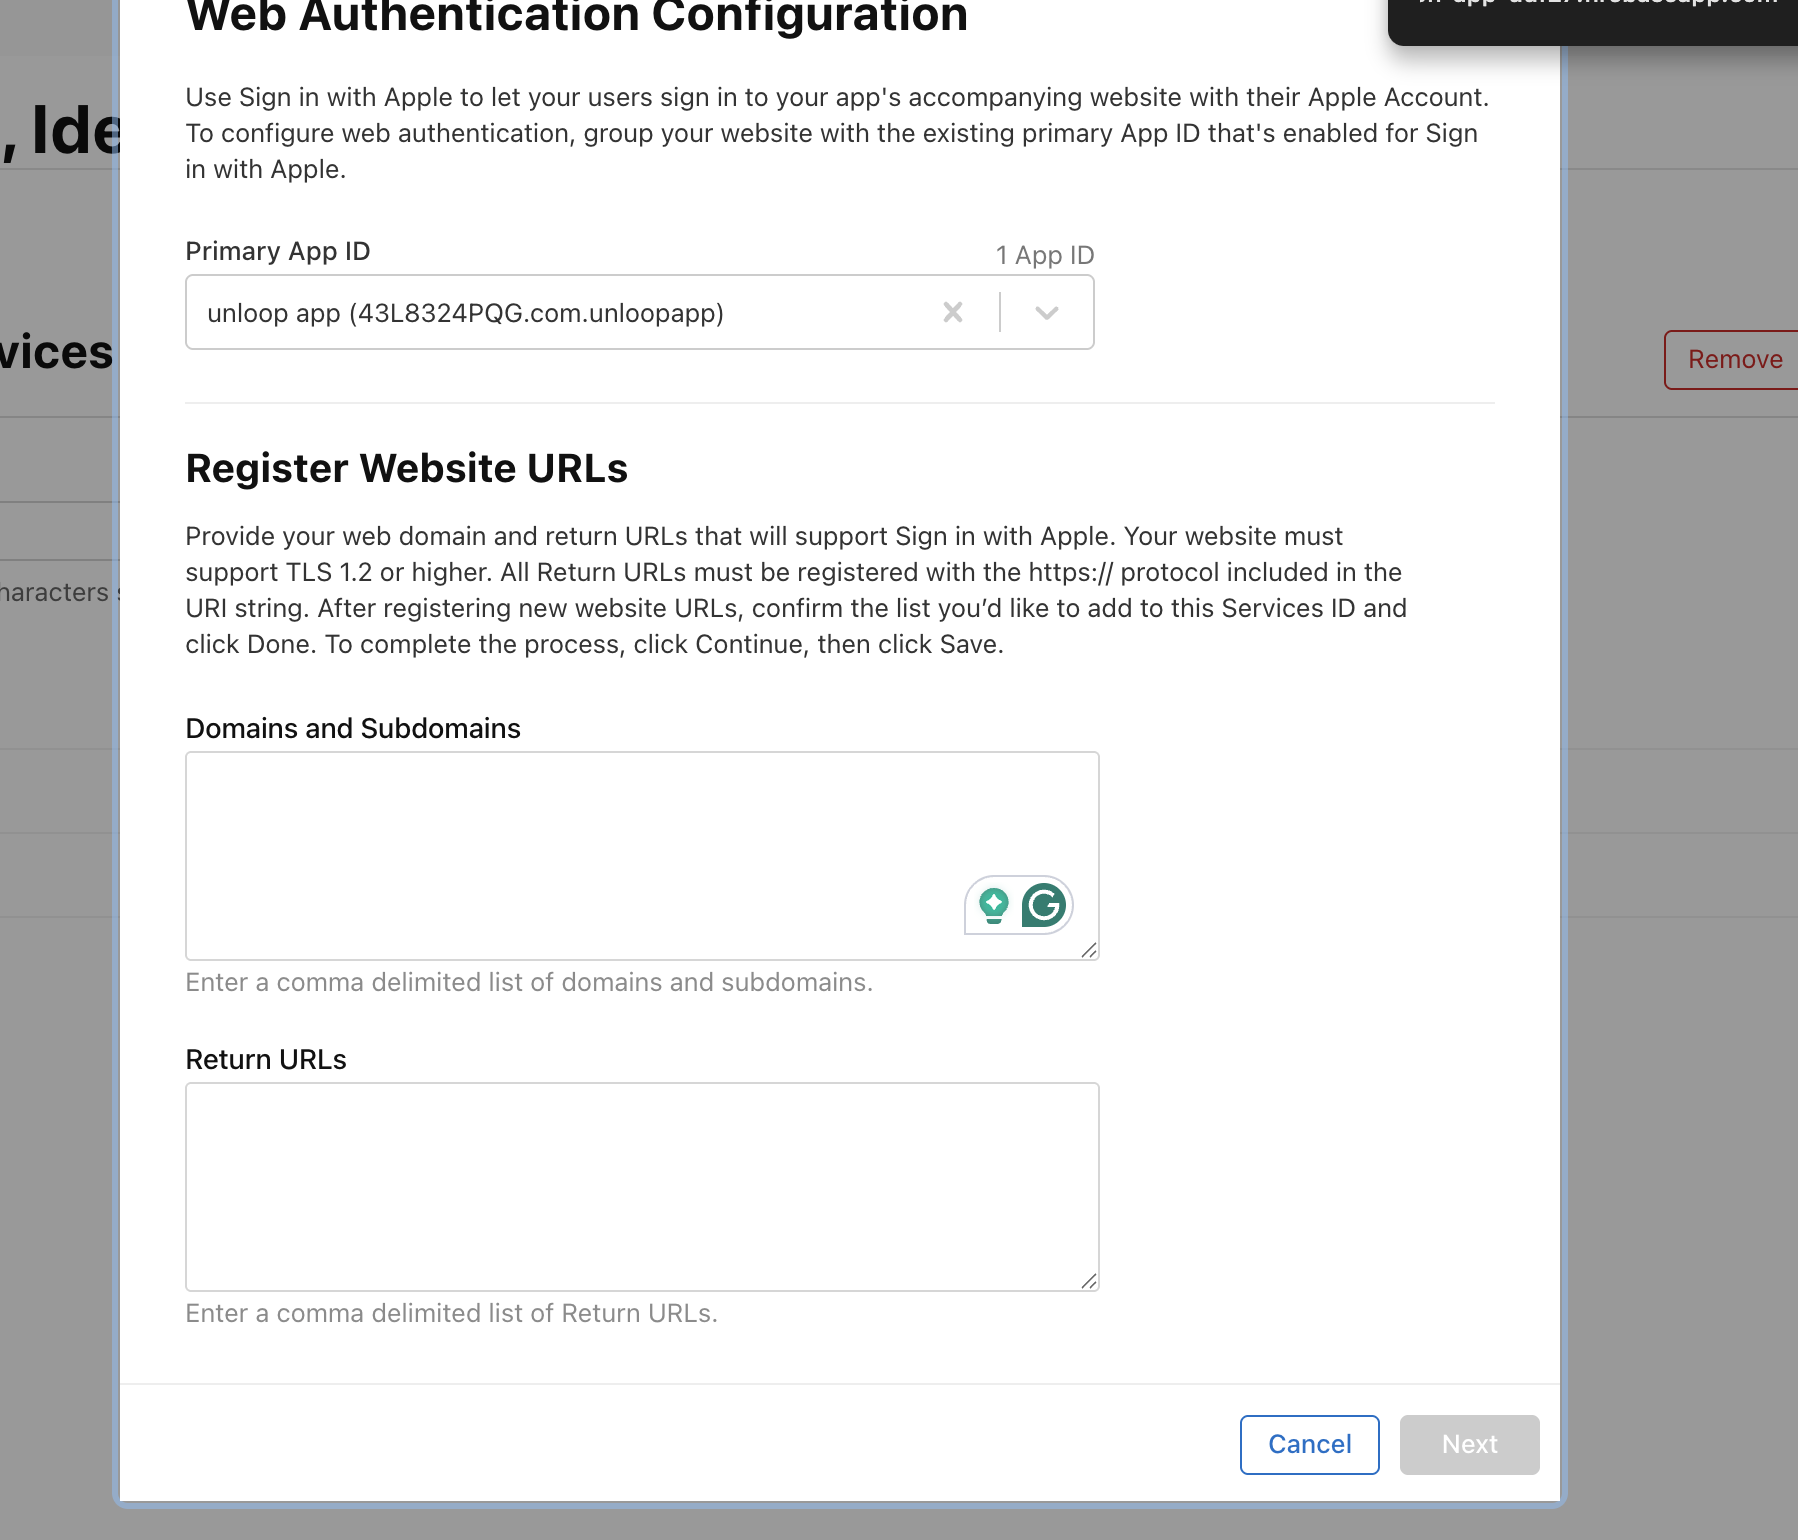 Web Authentication Configuration
Use Sign in with Apple to let your users sign in to your app's accompanying website with their Apple Account.
To configure web authentication, group your website with the existing primary App ID that's enabled for Sign
in with Apple.
, Ide
Primary App ID
1 App ID
unloop app (43L8324PQG.com.unloopapp)
vices
Remove
Register Website URLs
Provide your web domain and return URLs that will support Sign in with Apple. Your website must
support TLS 1.2 or higher. All Return URLs must be registered with the https:// protocol included in the
URI string. After registering new website URLs, confirm the list you’d like to add to this Services ID and
click Done. To complete the process, click Continue, then click Save.
haracters
Domains and Subdomains
Enter a comma delimited list of domains and subdomains.
Return URLs
Enter a comma delimited list of Return URLs.
Cancel
Next